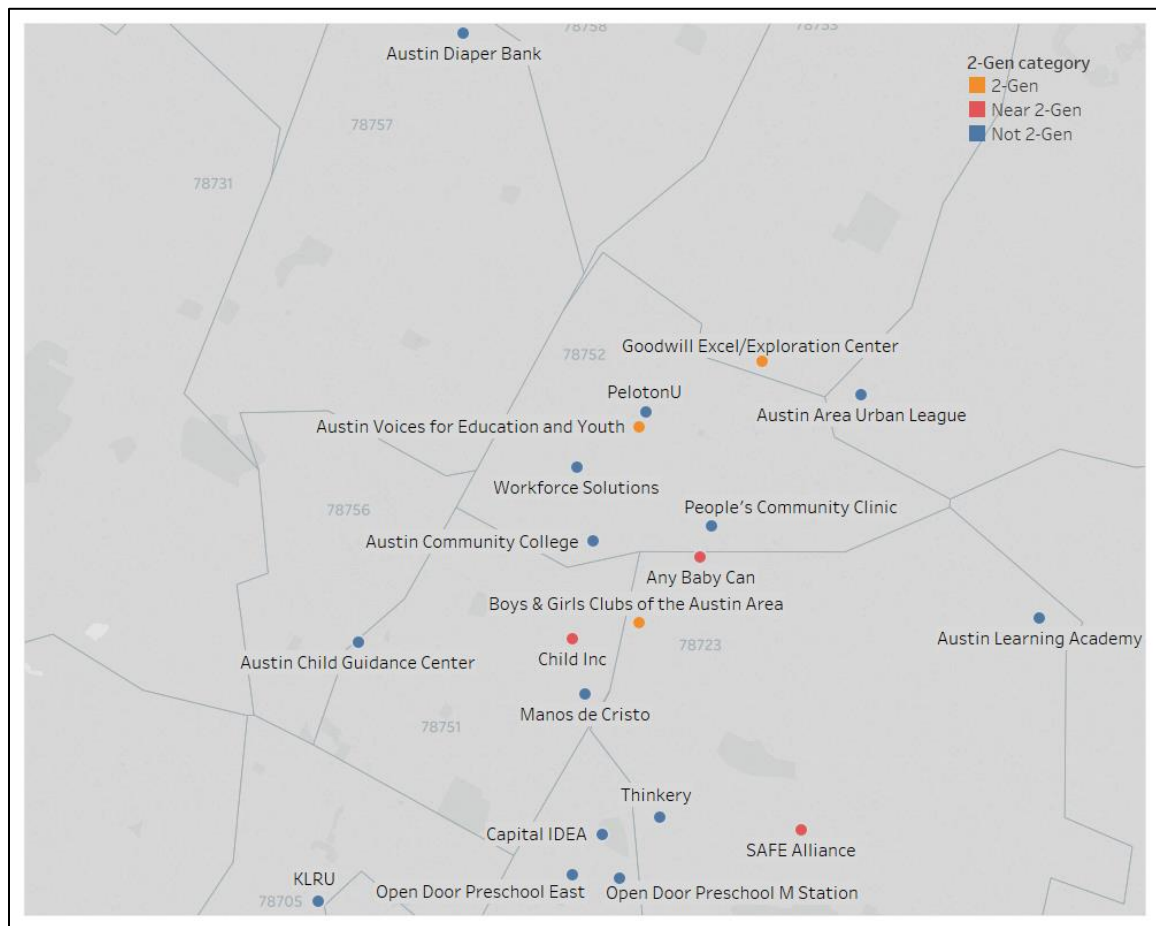 78758
78753
Austin Diaper Bank
2-Gen category
2-Gen
Near 2-Gen
Not 2-Gen
78757
78731
78752
Goodwill Excel/Exploration Center
PelotonU
Austin Area Urban League
Austin Voices for Education and Youth
Workforce Solutions
78756
People's Community Clinic
Austin Community College
Any Baby Can
Boys & Girls Clubs of the Austin Area
78723
Austin Learning Academy
Austin Child Guidance Center
Child Inc
Manos de Cristo
78751
Thinkery
Capital IDEA
SAFE Alliance
KLRU
Open Door Preschool East
Open Door Preschool M Station
78705